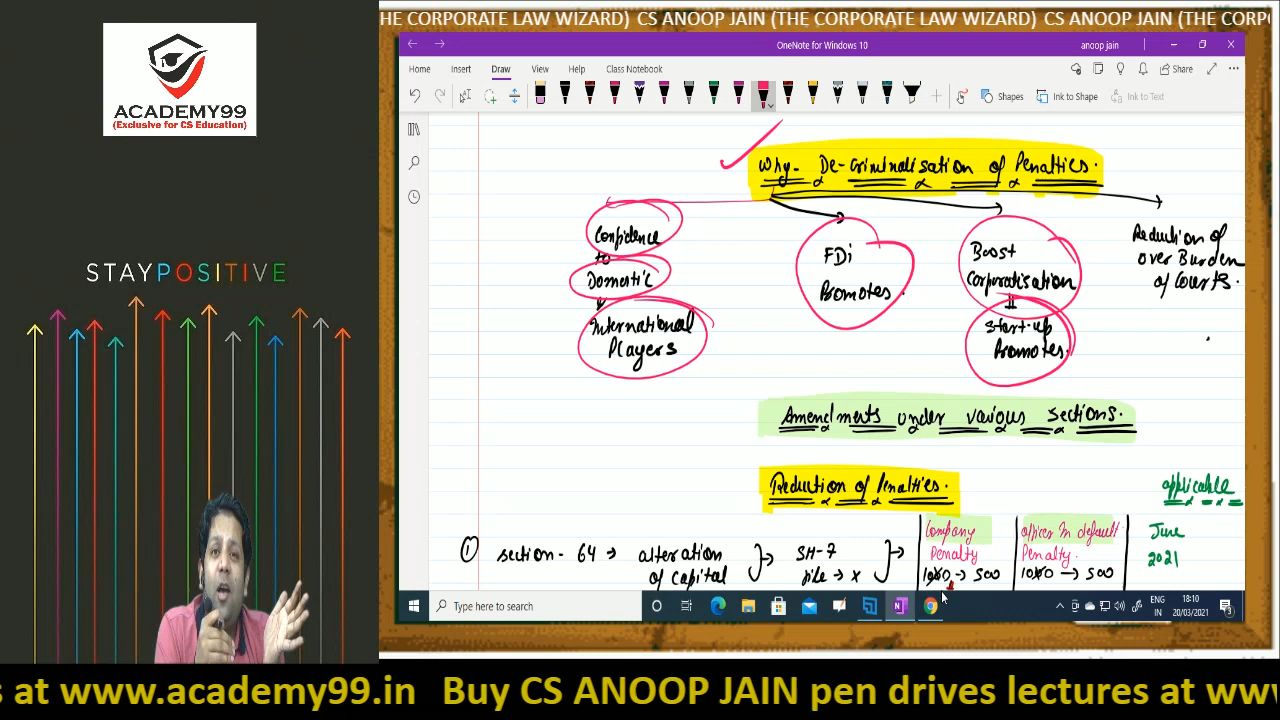 THE CORPORATE LAW WIZARD) CS ANOOP JAIN (THE CORPORATE LAW WIZARD) CS ANOOP JAIN (THE CORP
ACADEMY99
(Exclusive for CS Education)
STAYPOSITIVE
OneNote for Windows 10
anoop jain
Home Insert Draw View Help Class Notebook
Share
Shapes
Ink to Shape
Ink to Text
Why De-Criminalisation of Penalties.
Confidence
to
Domestic
&
International
Players
FDi
Promotes.
Boost
Corporatisation
=
Start-up
Promotes.
Reduction of
over Burden
of Courts.
Amendments under various sections.
Reduction of Penalties.
applicable
① section - 64 → alteration
of capital
SH-7
file → x
Company
Penalty
1000 → 500
officer in default
Penalty.
1000 → 500
June
2021
Type here to search
ENG
IN
18:10
20/03/2021
3
s at www.academy99.in Buy CS ANOOP JAIN pen drives lectures at www